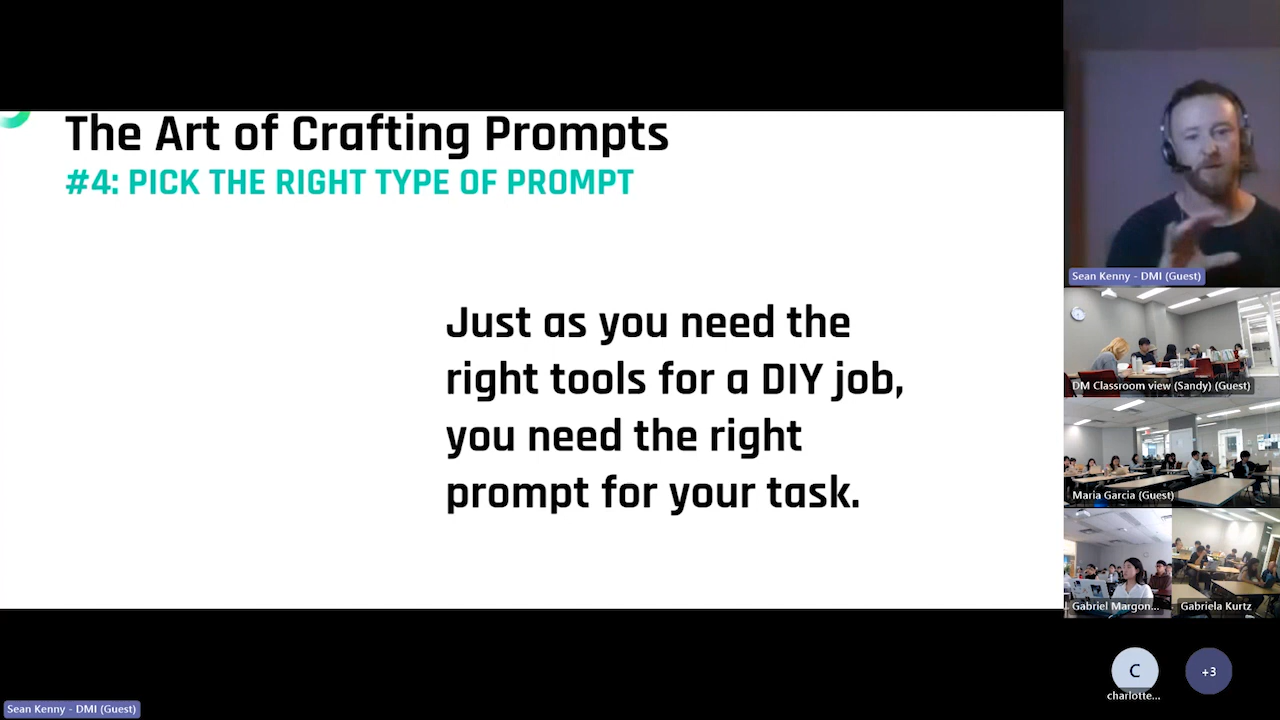 The Art of Crafting Prompts
#4: PICK THE RIGHT TYPE OF PROMPT
Just as you need the
right tools for a DIY job,
you need the right
prompt for your task.
Sean Kenny - DMI (Guest)
DM Classroom view (Sandy) (Guest)
Maria Garcia (Guest)
Gabriel Margon...
Gabriela Kurtz
C
charlotte...
+3
Sean Kenny - DMI (Guest)